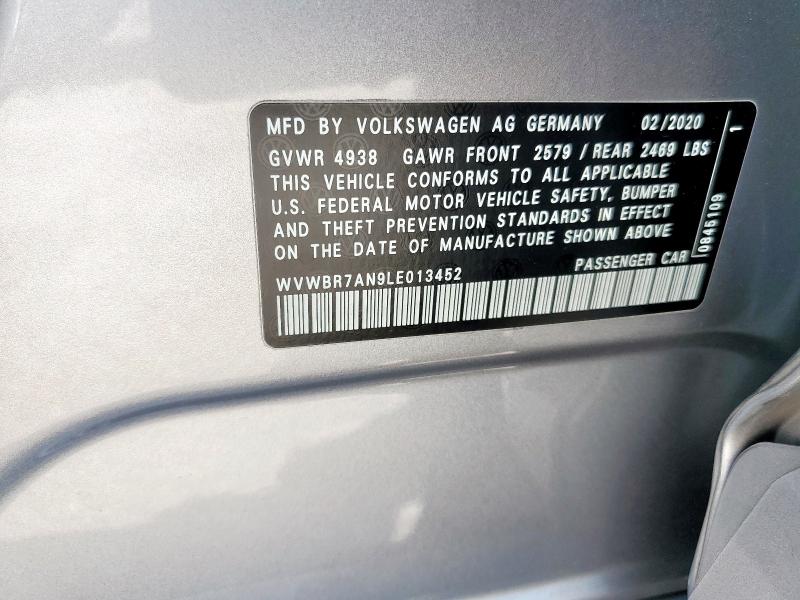 MFD BY VOLKSWAGEN AG GERMANY 02/2020
GVWR 4938 GAWR FRONT 2579 / REAR 2469 LBS
THIS VEHICLE CONFORMS TO ALL APPLICABLE
U.S. FEDERAL MOTOR VEHICLE SAFETY, BUMPER
AND THEFT PREVENTION STANDARDS IN EFFECT
ON THE DATE OF MANUFACTURE SHOWN ABOVE
WVWBR7AN9LE013452 PASSENGER CAR
0845109 1